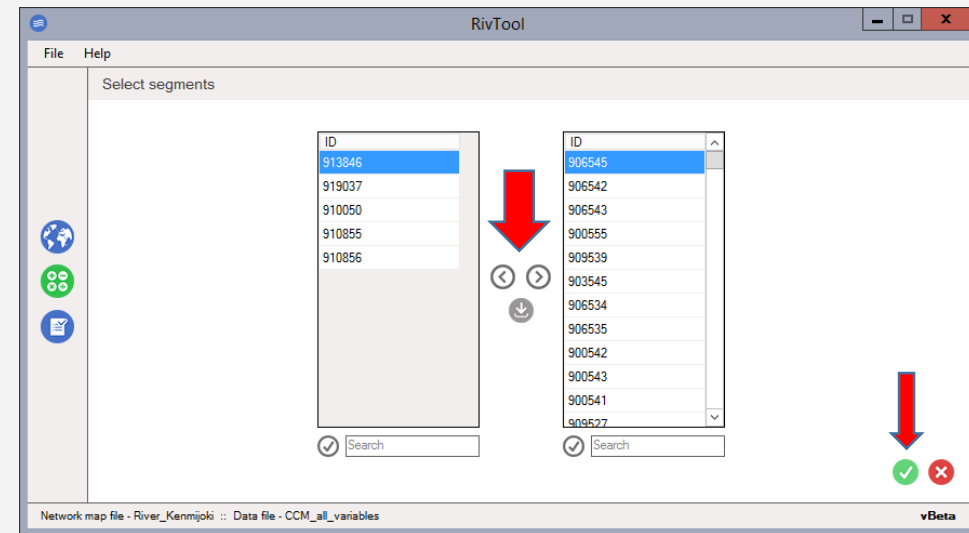 RivTool
File Help
Select segments
ID
913846
919037
910050
910855
910856
Search
ID
906545
906542
906543
900555
909539
903545
906534
906535
900542
900543
900541
909527
Search
Network map file - River_Kenmijoki :: Data file - CCM_all_variables
vBeta